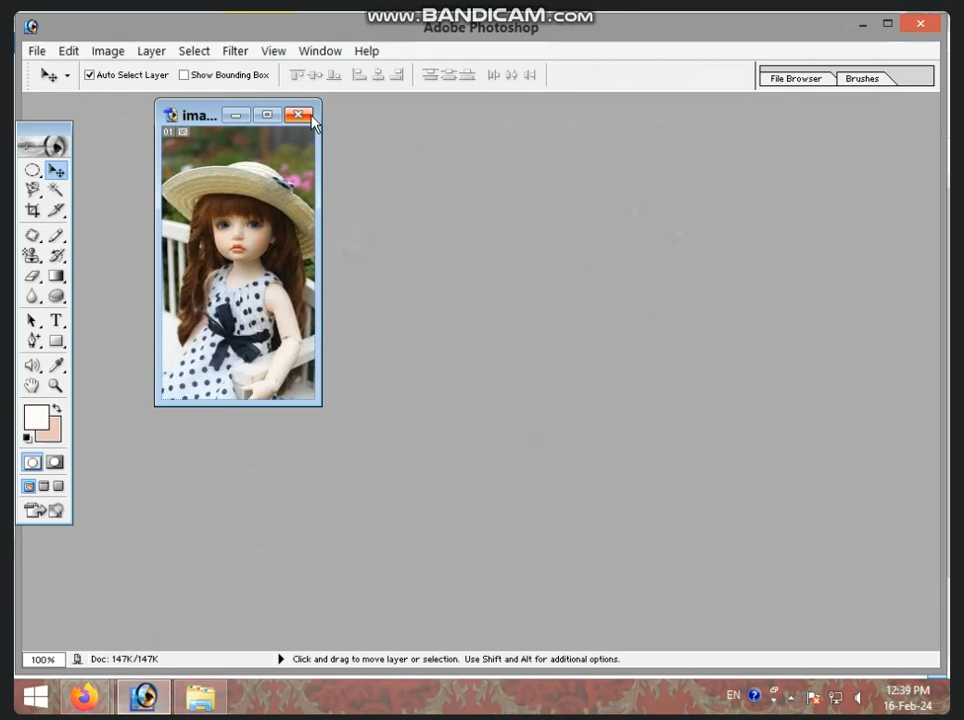 www.BANDICAM.com
Adobe Photoshop
File Edit Image Layer Select Filter View Window Help
Auto Select Layer Show Bounding Box File Browser Brushes
ima...
01
T
100% Doc: 147K/147K Click and drag to move layer or selection. Use Shift and Alt for additional options.
EN 12:39 PM
16-Feb-24